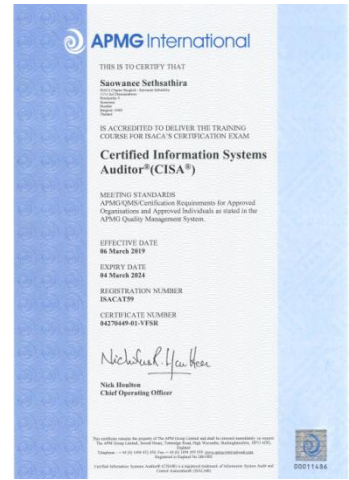 APMG International
THIS IS TO CERTIFY THAT
Saowanee Sethsathira
IS ACCREDITED TO DELIVER THE TRAINING
COURSE FOR ISACA'S CERTIFICATION EXAM
Certified Information Systems
Auditor®(CISA®)
MEETING STANDARDS
APMG/QMS/Certification Requirements for Approved
Organisations and Approved Individuals as stated in the
APMG Quality Management System.
EFFECTIVE DATE
06 March 2019
EXPIRY DATE
04 March 2024
REGISTRATION NUMBER
ISACAT59
CERTIFICATE NUMBER
04270449-01-VFSR
Nick Houlton
Chief Operating Officer
00011486